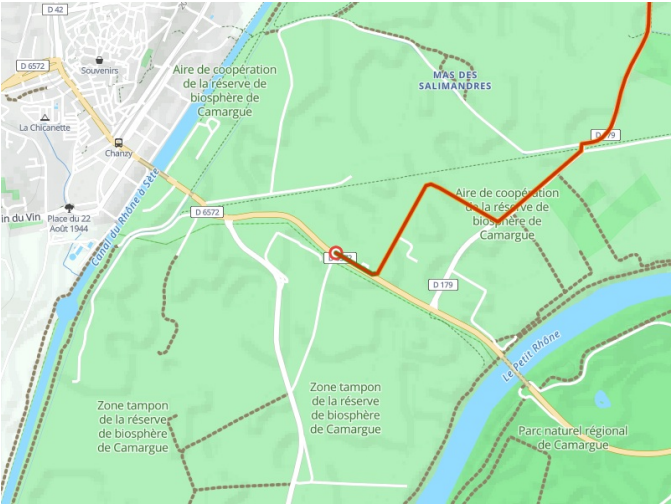 D 42
D 6572
Souvenirs
Aire de coopération
de la réserve de
biosphère de
Camargue
MAS DES
SALIMANDRES
La Chicanette
Chanzy
D 179
Aire de coopération
de la réserve de
biosphère de
Camargue
in du Vin
Place du 22
Août 1944
D 6572
Canal du Rhône à Sète
D 179
Le Petit Rhône
Zone tampon
de la réserve
de biosphère
de Camargue
Zone tampon
de la réserve
de biosphère
de Camargue
Parc naturel régional
de Camargue